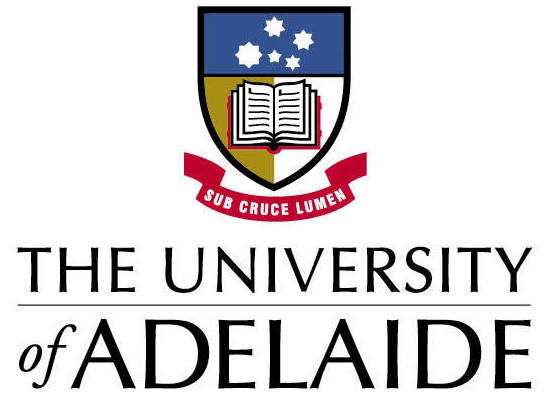 SUB CRUCE LUMEN
THE UNIVERSITY
of ADELAIDE